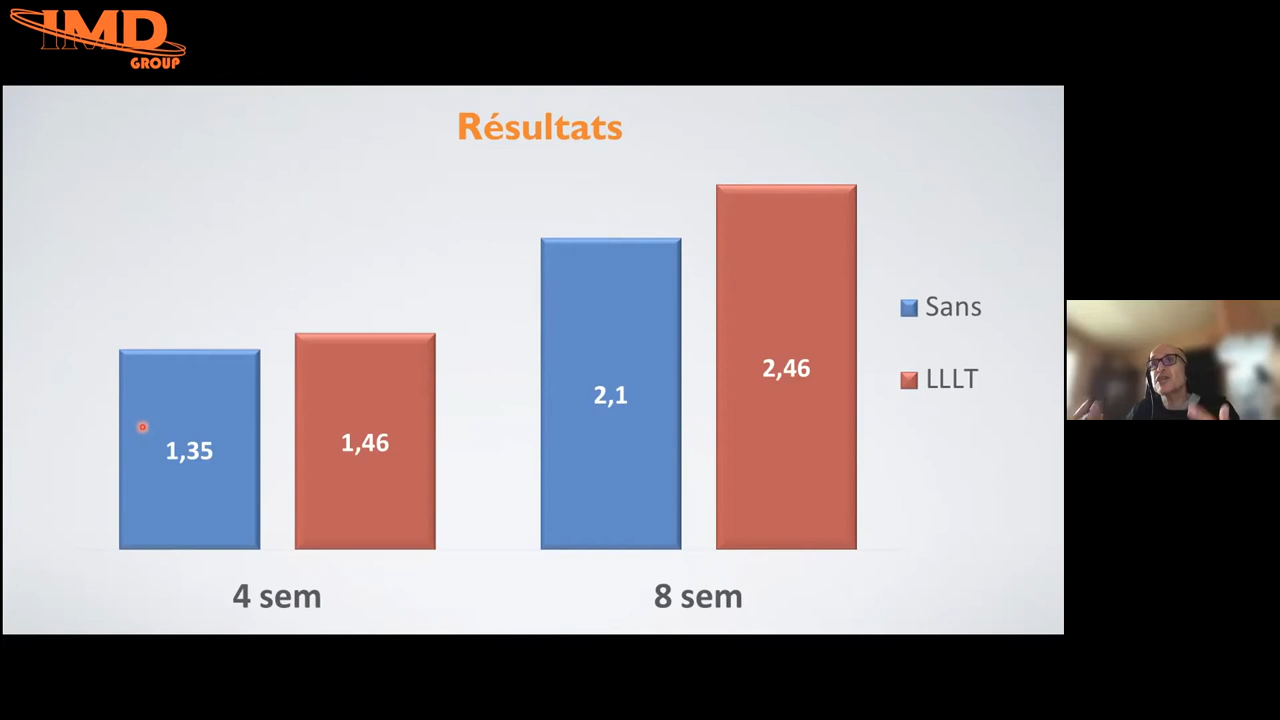 IMD
GROUP
Résultats
1,35
1,46
2,1
2,46
Sans
LLLT
4 sem
8 sem